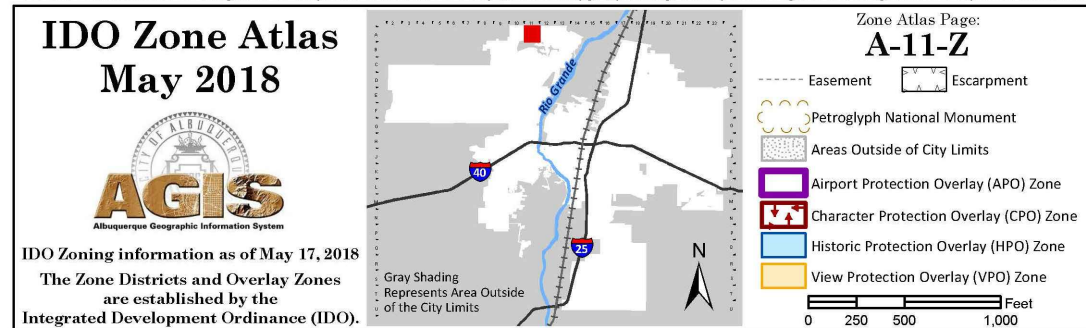 IDO Zone Atlas
May 2018
CITY OF ALBUQUERQUE
AGIS
Albuquerque Geographic Information System
IDO Zoning information as of May 17, 2018
The Zone Districts and Overlay Zones
are established by the
Integrated Development Ordinance (IDO).
Rio Grande
40
25
N
Gray Shading
Represents Area Outside
of the City Limits
Zone Atlas Page:
A-11-Z
Easement
Escarpment
Petroglyph National Monument
Areas Outside of City Limits
Airport Protection Overlay (APO) Zone
Character Protection Overlay (CPO) Zone
Historic Protection Overlay (HPO) Zone
View Protection Overlay (VPO) Zone
Feet
0 250 500 1,000